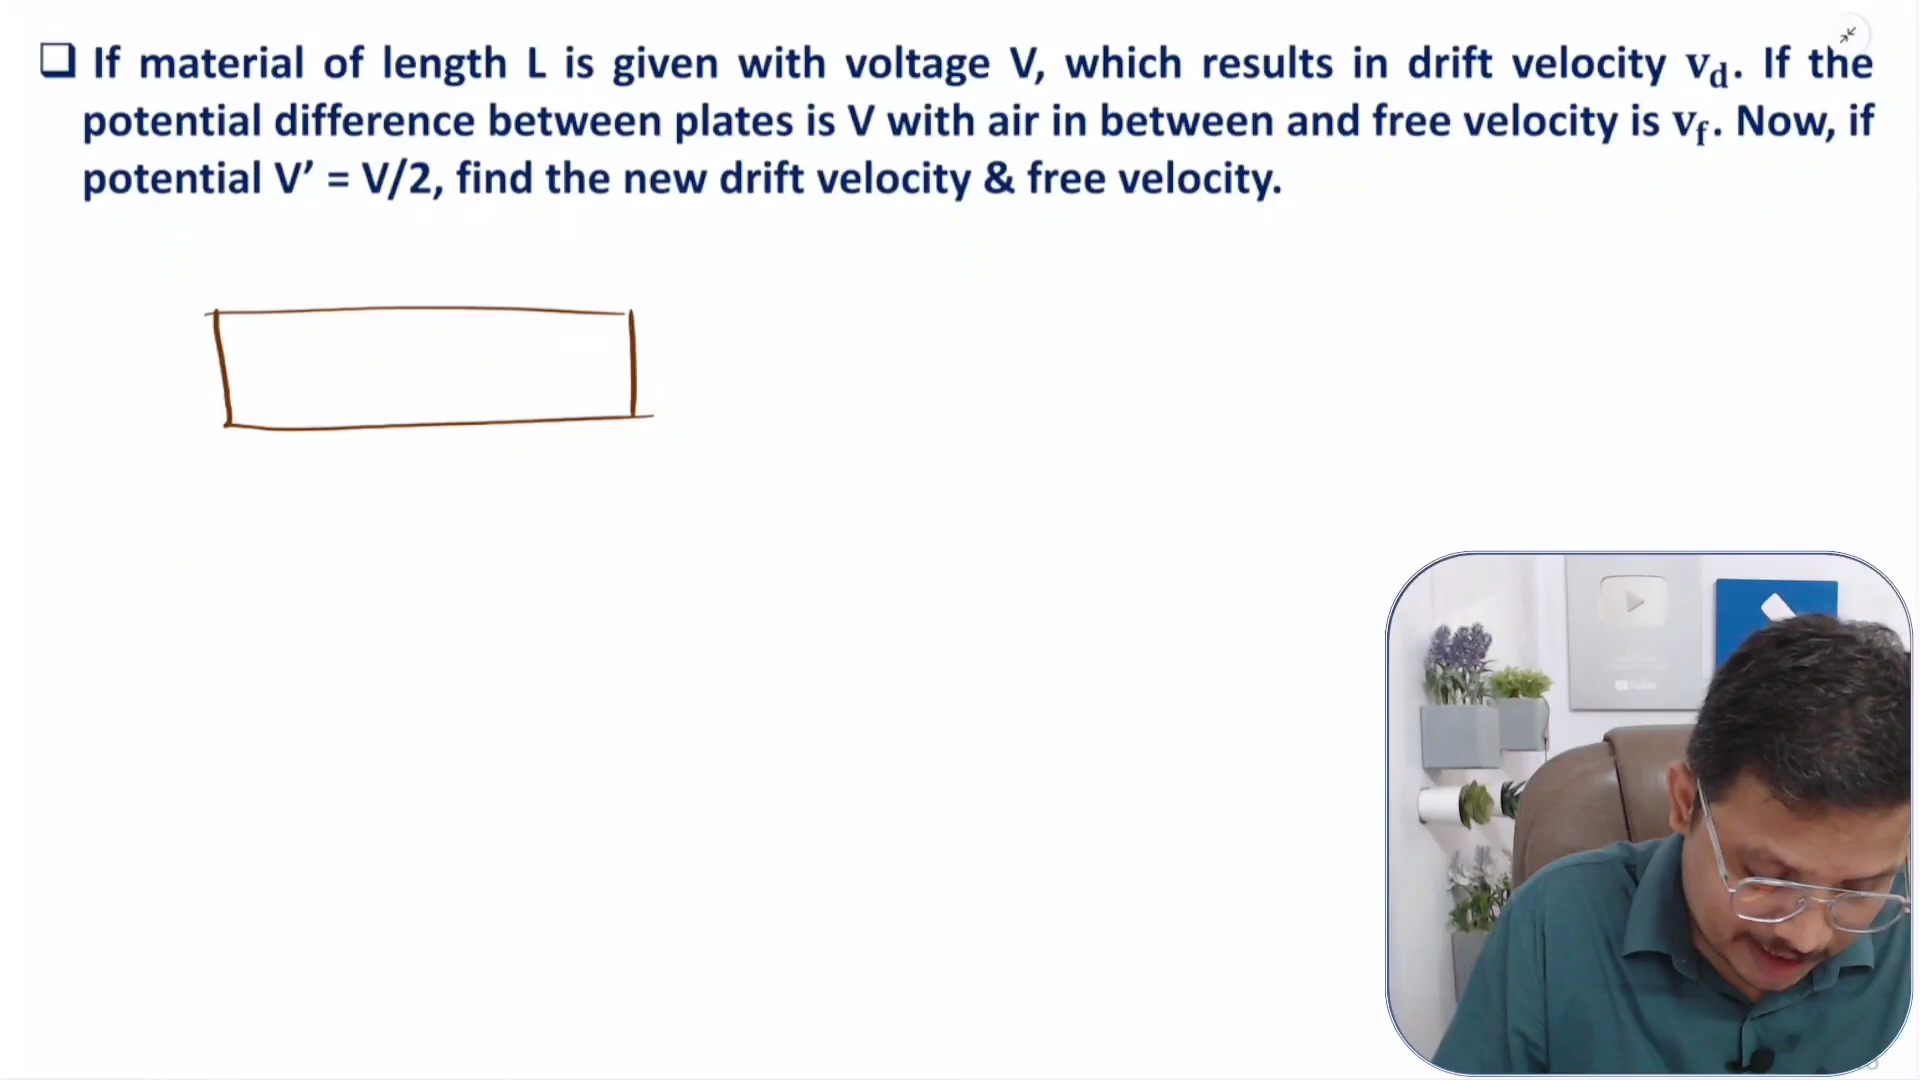 ❑ If material of length L is given with voltage V, which results in drift velocity v_d. If the
potential difference between plates is V with air in between and free velocity is v_f. Now, if
potential V’ = V/2, find the new drift velocity & free velocity.